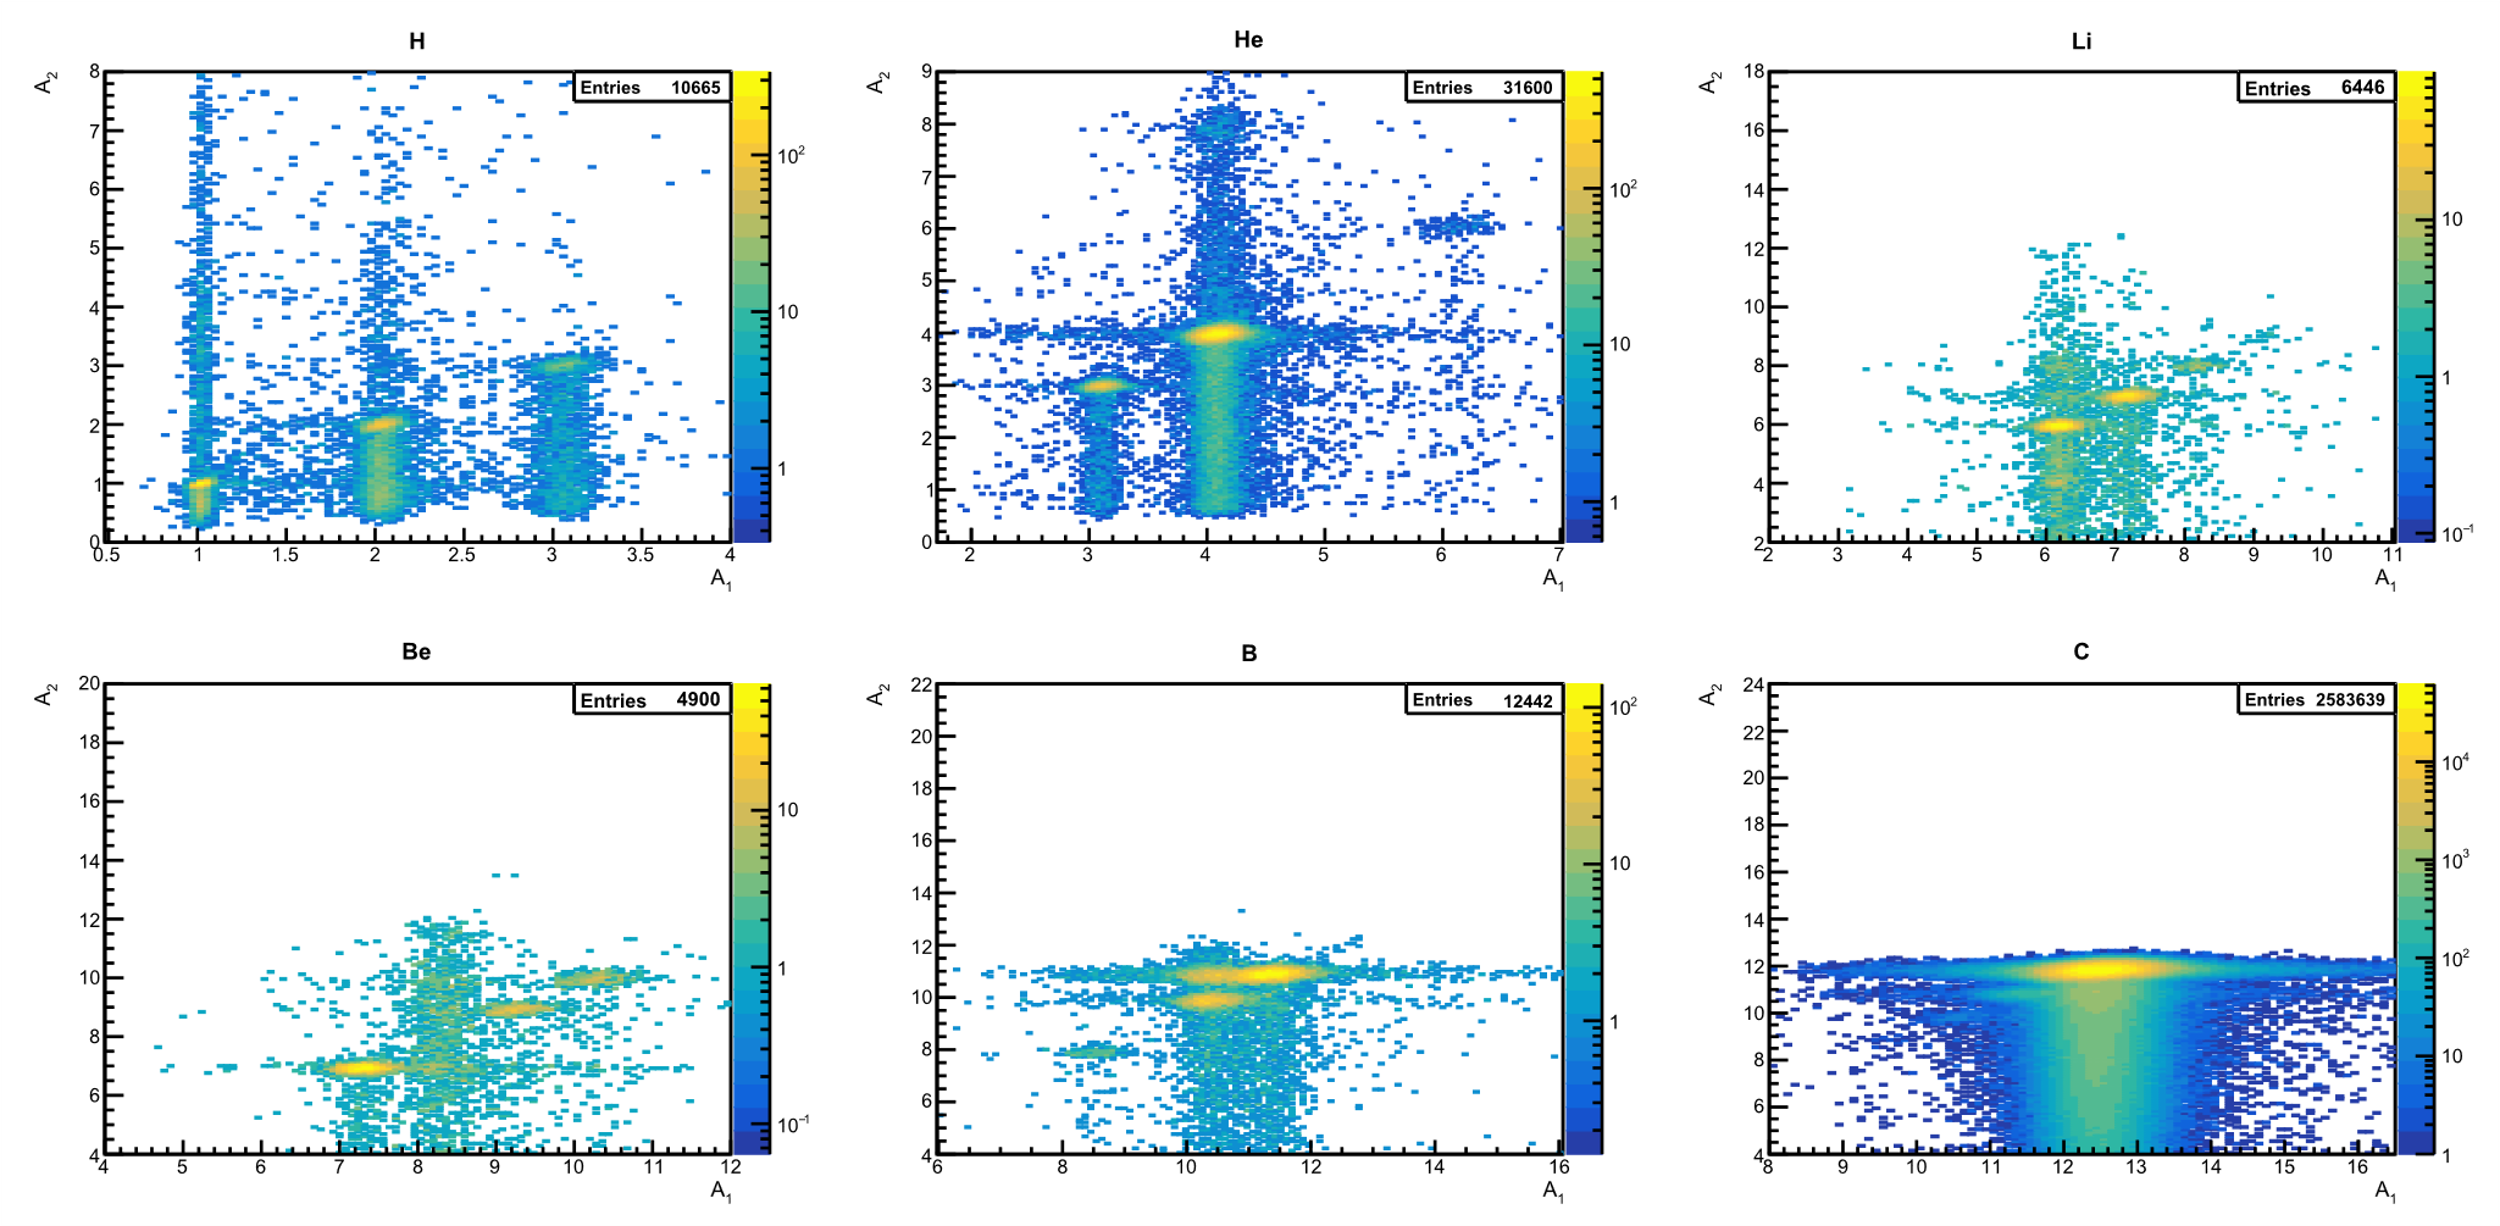 H
A2
Entries 10665
8
7
6
5
4
3
2
1
0
0.5 1 1.5 2 2.5 3 3.5 4
A1
10²
10
1
He
A2
Entries 31600
9
8
7
6
5
4
3
2
1
0
2 3 4 5 6 7
A1
10²
10
1
Li
A2
Entries 6446
18
16
14
12
10
8
6
4
2
2 3 4 5 6 7 8 9 10 11
A1
10
1
10⁻¹
Be
A2
Entries 4900
20
18
16
14
12
10
8
6
4
4 5 6 7 8 9 10 11 12
A1
10
1
10⁻¹
B
A2
Entries 12442
22
20
18
16
14
12
10
8
6
4
6 8 10 12 14 16
A1
10²
10
1
C
A2
Entries 2583639
24
22
20
18
16
14
12
10
8
6
4
8 9 10 11 12 13 14 15 16
A1
10⁴
10³
10²
10
1